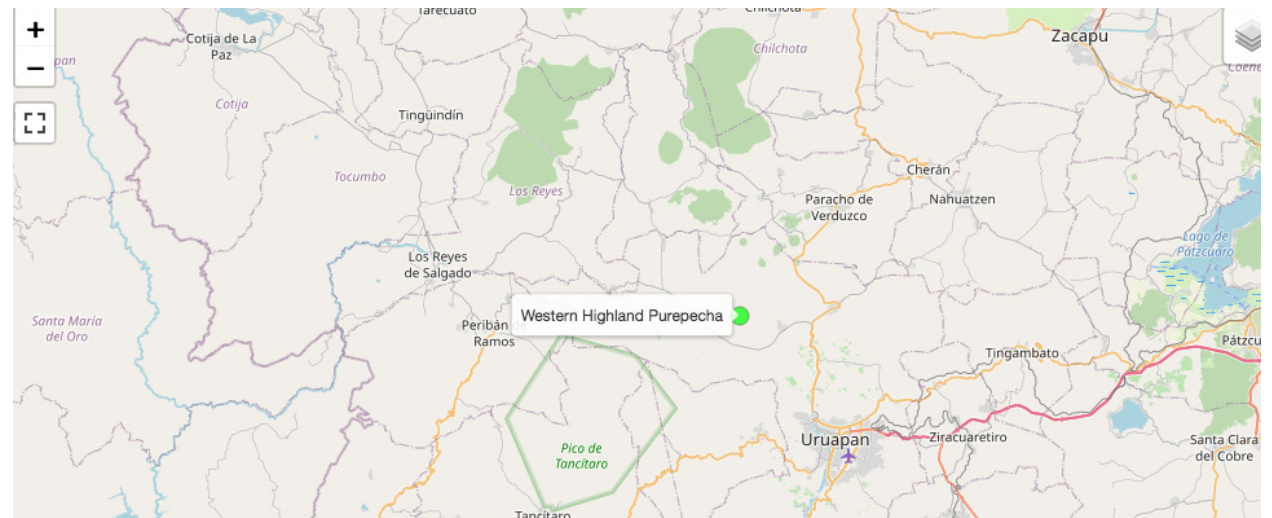 Tarecuato
Chilchota
+
Cotija de La
Paz
Chilchota
Zacapu
−
Cotija
Tingüindín
Tocumbo
Los Reyes
Cherán
Paracho de
Verduzco
Nahuatzen
Lago de
Pátzcuaro
Los Reyes
de Salgado
Western Highland Purepecha
Santa María
del Oro
Peribán de
Ramos
Tingambato
Pátzcu
Uruapan
Ziracuaretiro
Pico de
Tancítaro
Santa Clara
del Cobre
Tancítaro